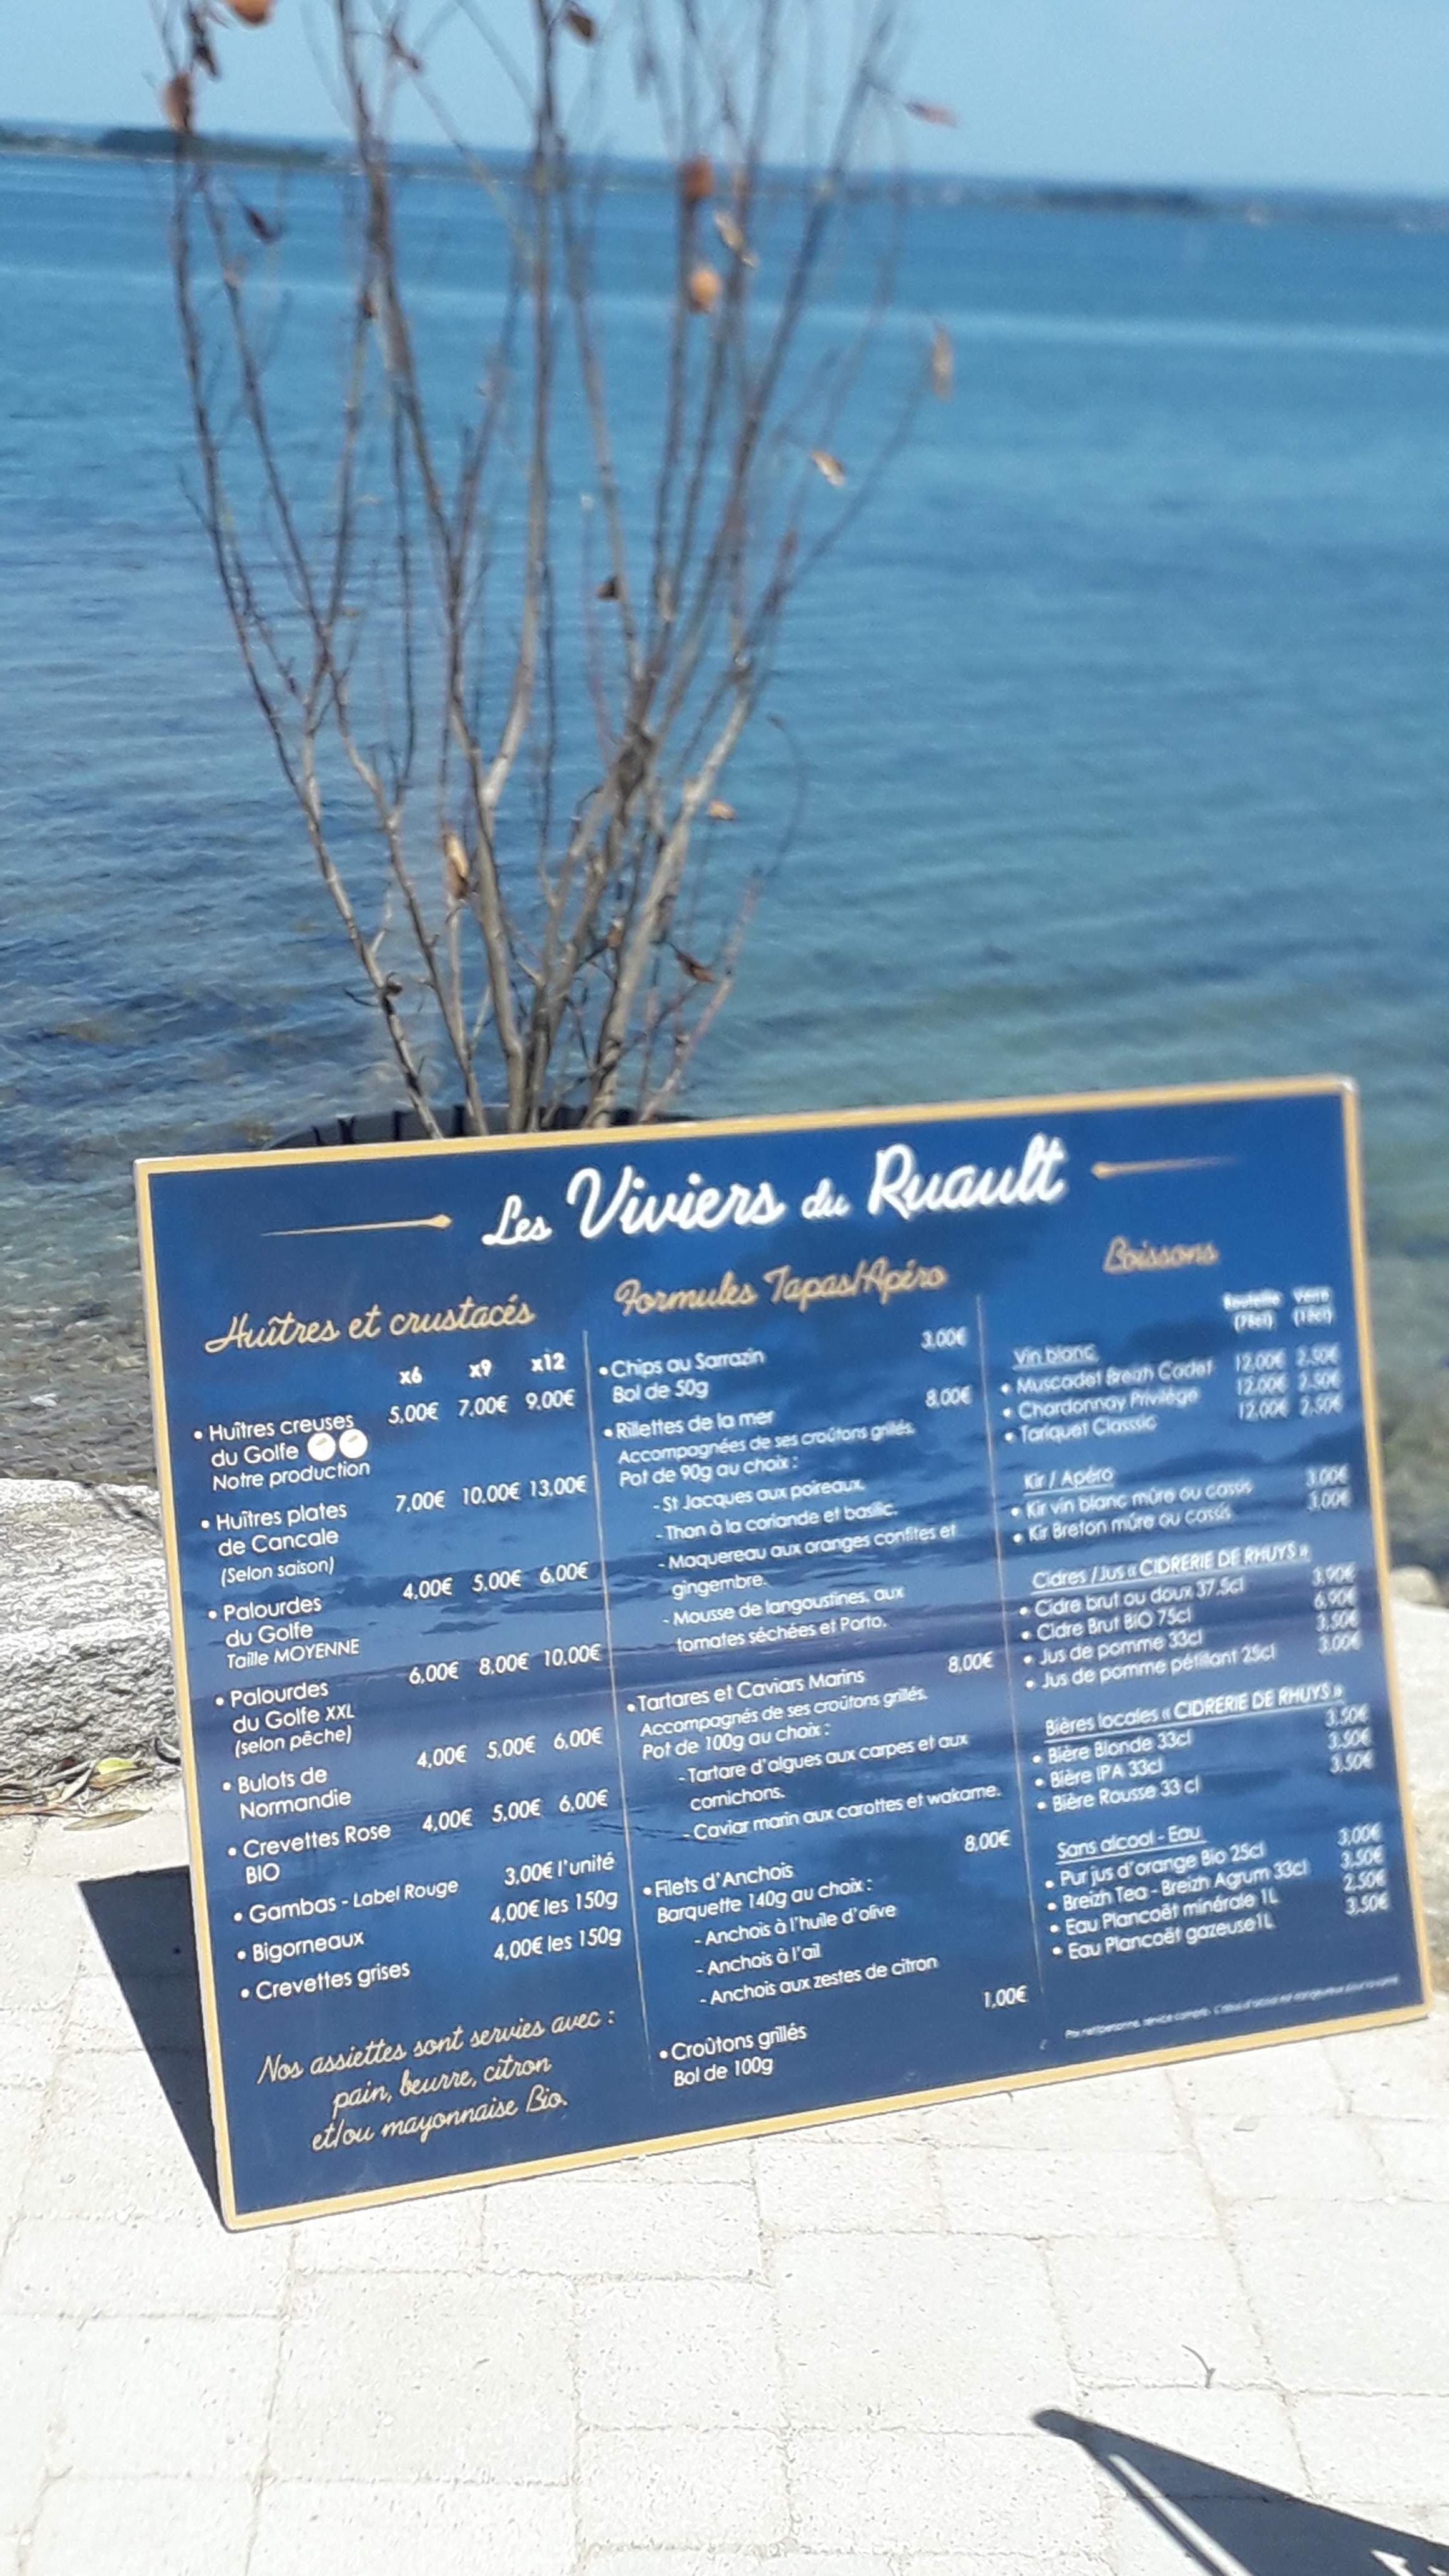 Les Viviers du Ruault
Huîtres et crustacés
x6 x9 x12
• Huîtres creuses 5,00€ 7,00€ 9,00€
du Golfe
Notre production
• Huîtres plates 7,00€ 10,00€ 13,00€
de Cancale
(Selon saison)
• Palourdes 4,00€ 5,00€ 6,00€
du Golfe
Taille MOYENNE
• Palourdes 6,00€ 8,00€ 10,00€
du Golfe XXL
(selon pêche)
• Bulots de 4,00€ 5,00€ 6,00€
Normandie
• Crevettes Rose 4,00€ 5,00€ 6,00€
BIO
• Gambas - Label Rouge 3,00€ l'unité
• Bigorneaux 4,00€ les 150g
• Crevettes grises 4,00€ les 150g
Nos assiettes sont servies avec :
pain, beurre, citron
et/ou mayonnaise Bio.
Formules Tapas/Apéro
• Chips au Sarrazin 3,00€
Bol de 50g
• Rillettes de la mer 8,00€
Accompagnées de ses croûtons grillés.
Pot de 90g au choix :
- St Jacques aux poireaux.
- Thon à la coriande et basilic.
- Maquereau aux oranges confites et
gingembre.
- Mousse de langoustines, aux
tomates séchées et Porto.
• Tartares et Caviars Marins 8,00€
Accompagnés de ses croûtons grillés.
Pot de 100g au choix :
- Tartare d'algues aux carpes et aux
cornichons.
- Caviar marin aux carottes et wakame.
• Filets d'Anchois 8,00€
Barquette 140g au choix :
- Anchois à l'huile d'olive
- Anchois à l'ail
- Anchois aux zestes de citron
• Croûtons grillés 1,00€
Bol de 100g
Boissons
Bouteille Verre
Vin blanc
• Muscadet Breizh Cadet 12,00€ 2,50€
• Chardonnay Privilège 12,00€ 2,50€
• Tariquet Classsic 12,00€ 2,50€
Kir / Apéro
• Kir vin blanc mûre ou cassis 3,00€
• Kir Breton mûre ou cassis 3,00€
Cidres /Jus « CIDRERIE DE RHUYS »
• Cidre brut ou doux 37.5cl 3,90€
• Cidre Brut BIO 75cl 6,90€
• Jus de pomme 33cl 3,50€
• Jus de pomme pétillant 25cl 3,00€
Bières locales « CIDRERIE DE RHUYS »
• Bière Blonde 33cl 3,50€
• Bière IPA 33cl 3,50€
• Bière Rousse 33 cl 3,50€
Sans alcool - Eau
• Pur jus d'orange Bio 25cl 3,00€
• Breizh Tea - Breizh Agrum 33cl 3,50€
• Eau Plancoët minérale 1L 2,50€
• Eau Plancoët gazeuse1L 3,50€